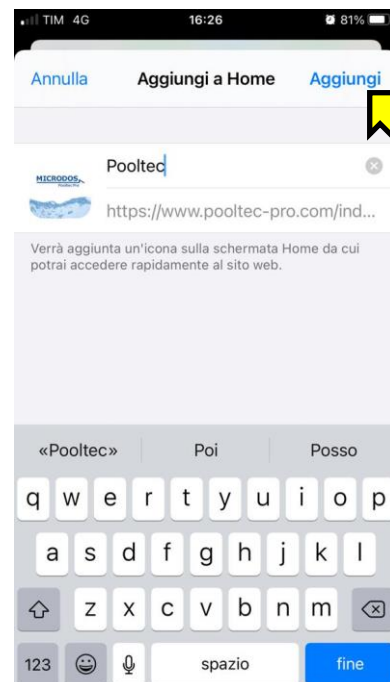 TIM 4G 16:26 81%
Annulla Aggiungi a Home Aggiungi
MICRODOS
Pooltec
https://www.pooltec-pro.com/ind...
Verrà aggiunta un'icona sulla schermata Home da cui
potrai accedere rapidamente al sito web.
«Pooltec» Poi Posso
q w e r t y u i o p
a s d f g h j k l
z x c v b n m
123 spazio fine